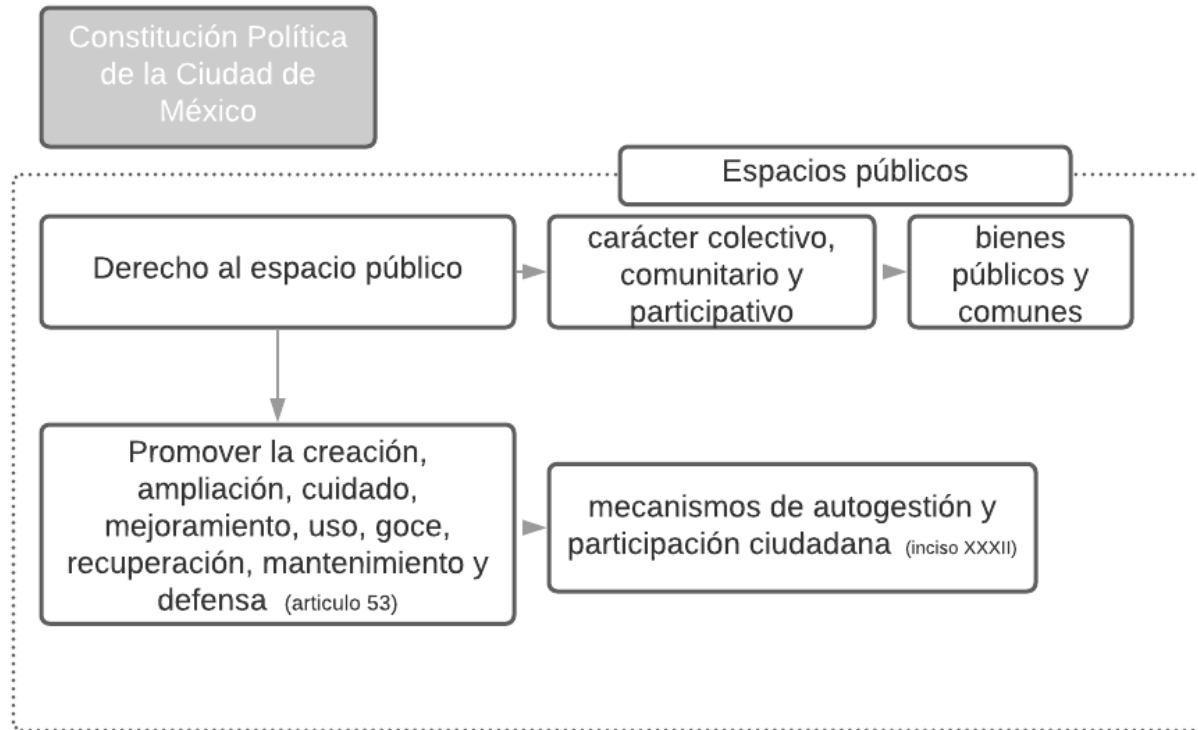 Constitución Política
de la Ciudad de
México
Espacios públicos
Derecho al espacio público
carácter colectivo,
comunitario y
participativo
bienes
públicos y
comunes
Promover la creación,
ampliación, cuidado,
mejoramiento, uso, goce,
recuperación, mantenimiento y
defensa (articulo 53)
mecanismos de autogestión y
participación ciudadana (inciso XXXII)